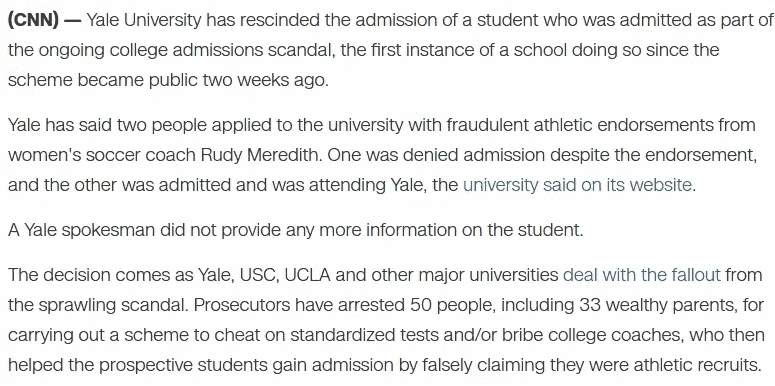 (CNN) — Yale University has rescinded the admission of a student who was admitted as part of
the ongoing college admissions scandal, the first instance of a school doing so since the
scheme became public two weeks ago.
Yale has said two people applied to the university with fraudulent athletic endorsements from
women's soccer coach Rudy Meredith. One was denied admission despite the endorsement,
and the other was admitted and was attending Yale, the university said on its website.
A Yale spokesman did not provide any more information on the student.
The decision comes as Yale, USC, UCLA and other major universities deal with the fallout from
the sprawling scandal. Prosecutors have arrested 50 people, including 33 wealthy parents, for
carrying out a scheme to cheat on standardized tests and/or bribe college coaches, who then
helped the prospective students gain admission by falsely claiming they were athletic recruits.